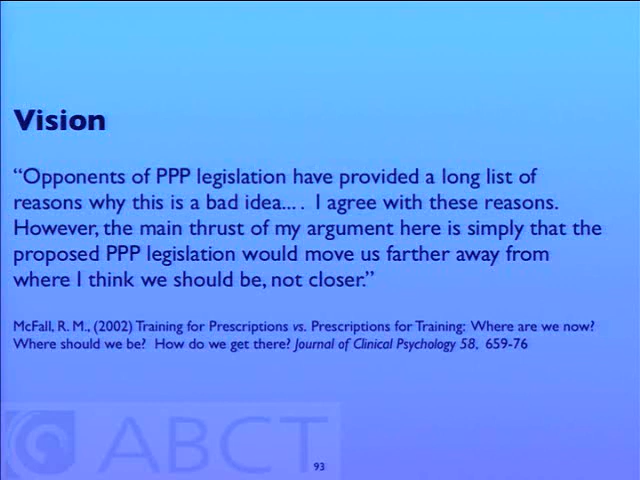 Vision
“Opponents of PPP legislation have provided a long list of
reasons why this is a bad idea... .  I agree with these reasons.
However, the main thrust of my argument here is simply that the
proposed PPP legislation would move us farther away from
where I think we should be, not closer.”
McFall, R. M., (2002) Training for Prescriptions vs. Prescriptions for Training: Where are we now?
Where should we be?  How do we get there? Journal of Clinical Psychology 58,  659-76
ABCT
93